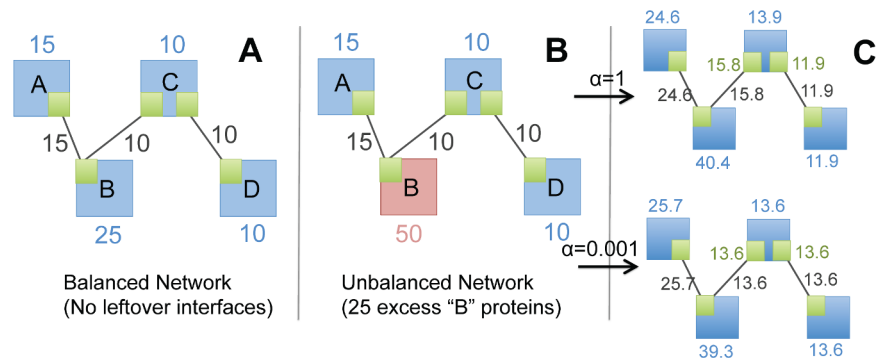 15
10
A
A
C
15
10
10
B
D
25
10
Balanced Network
(No leftover interfaces)
15
10
B
A
C
15
10
10
B
D
50
10
Unbalanced Network
(25 excess “B” proteins)
α=1
α=0.001
24.6
13.9
C
15.8
11.9
24.6
15.8
11.9
40.4
11.9
25.7
13.6
13.6
13.6
25.7
13.6
13.6
39.3
13.6